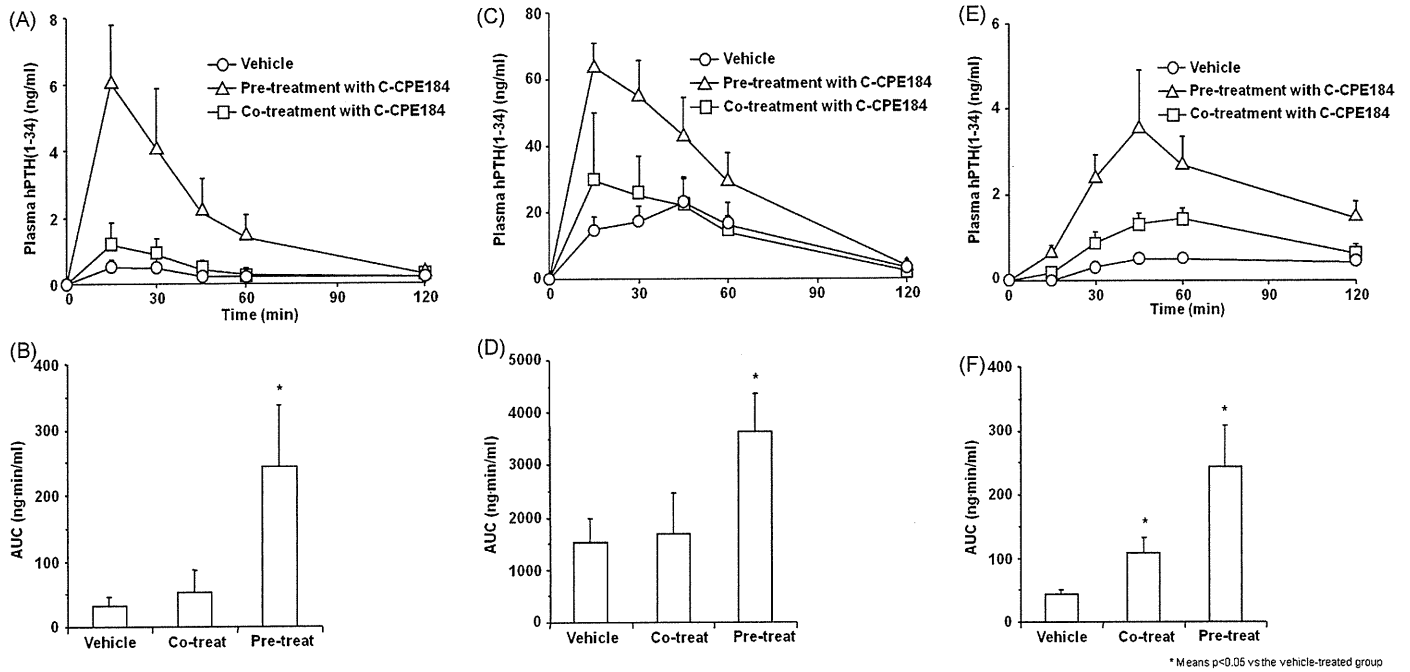 (A)
8
6
4
2
0
Plasma hPTH(1-34) (ng/ml)
Vehicle
Pre-treatment with C-CPE184
Co-treatment with C-CPE184
0 30 60 90 120
Time (min)
(C)
80
60
40
20
0
Plasma hPTH(1-34) (ng/ml)
Vehicle
Pre-treatment with C-CPE184
Co-treatment with C-CPE184
0 30 60 90 120
Time (min)
(E)
6
4
2
0
Plasma hPTH(1-34) (ng/ml)
Vehicle
Pre-treatment with C-CPE184
Co-treatment with C-CPE184
0 30 60 90 120
Time (min)
(B)
400
300
200
100
0
AUC (ng·min/ml)
*
Vehicle Co-treat Pre-treat
(D)
5000
4000
3000
2000
1000
0
AUC (ng·min/ml)
*
Vehicle Co-treat Pre-treat
(F)
400
300
200
100
0
AUC (ng·min/ml)
*
*
Vehicle Co-treat Pre-treat
* Means p<0.05 vs the vehicle-treated group